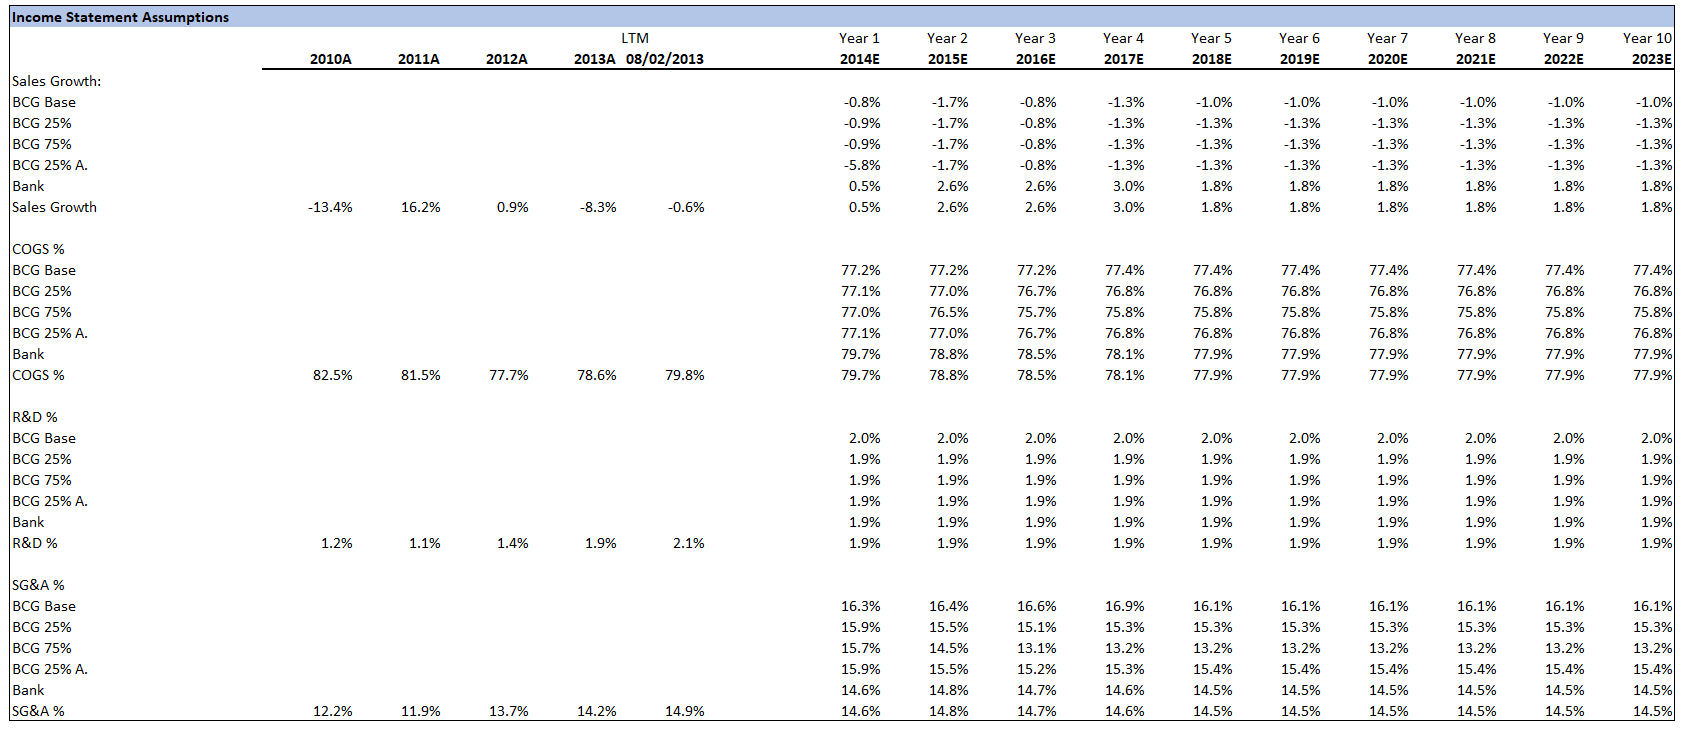 Income Statement Assumptions
LTM Year 1 Year 2 Year 3 Year 4 Year 5 Year 6 Year 7 Year 8 Year 9 Year 10
2010A 2011A 2012A 2013A 08/02/2013 2014E 2015E 2016E 2017E 2018E 2019E 2020E 2021E 2022E 2023E
Sales Growth:
BCG Base -0.8% -1.7% -0.8% -1.3% -1.0% -1.0% -1.0% -1.0% -1.0% -1.0%
BCG 25% -0.9% -1.7% -0.8% -1.3% -1.3% -1.3% -1.3% -1.3% -1.3% -1.3%
BCG 75% -0.9% -1.7% -0.8% -1.3% -1.3% -1.3% -1.3% -1.3% -1.3% -1.3%
BCG 25% A. -5.8% -1.7% -0.8% -1.3% -1.3% -1.3% -1.3% -1.3% -1.3% -1.3%
Bank 0.5% 2.6% 2.6% 3.0% 1.8% 1.8% 1.8% 1.8% 1.8% 1.8%
Sales Growth -13.4% 16.2% 0.9% -8.3% -0.6% 0.5% 2.6% 2.6% 3.0% 1.8% 1.8% 1.8% 1.8% 1.8% 1.8%
COGS %
BCG Base 77.2% 77.2% 77.2% 77.4% 77.4% 77.4% 77.4% 77.4% 77.4% 77.4%
BCG 25% 77.1% 77.0% 76.7% 76.8% 76.8% 76.8% 76.8% 76.8% 76.8% 76.8%
BCG 75% 77.0% 76.5% 75.7% 75.8% 75.8% 75.8% 75.8% 75.8% 75.8% 75.8%
BCG 25% A. 77.1% 77.0% 76.7% 76.8% 76.8% 76.8% 76.8% 76.8% 76.8% 76.8%
Bank 79.7% 78.8% 78.5% 78.1% 77.9% 77.9% 77.9% 77.9% 77.9% 77.9%
COGS % 82.5% 81.5% 77.7% 78.6% 79.8% 79.7% 78.8% 78.5% 78.1% 77.9% 77.9% 77.9% 77.9% 77.9% 77.9%
R&D %
BCG Base 2.0% 2.0% 2.0% 2.0% 2.0% 2.0% 2.0% 2.0% 2.0% 2.0%
BCG 25% 1.9% 1.9% 1.9% 1.9% 1.9% 1.9% 1.9% 1.9% 1.9% 1.9%
BCG 75% 1.9% 1.9% 1.9% 1.9% 1.9% 1.9% 1.9% 1.9% 1.9% 1.9%
BCG 25% A. 1.9% 1.9% 1.9% 1.9% 1.9% 1.9% 1.9% 1.9% 1.9% 1.9%
Bank 1.9% 1.9% 1.9% 1.9% 1.9% 1.9% 1.9% 1.9% 1.9% 1.9%
R&D % 1.2% 1.1% 1.4% 1.9% 2.1% 1.9% 1.9% 1.9% 1.9% 1.9% 1.9% 1.9% 1.9% 1.9% 1.9%
SG&A %
BCG Base 16.3% 16.4% 16.6% 16.9% 16.1% 16.1% 16.1% 16.1% 16.1% 16.1%
BCG 25% 15.9% 15.5% 15.1% 15.3% 15.3% 15.3% 15.3% 15.3% 15.3% 15.3%
BCG 75% 15.7% 14.5% 13.1% 13.2% 13.2% 13.2% 13.2% 13.2% 13.2% 13.2%
BCG 25% A. 15.9% 15.5% 15.2% 15.3% 15.4% 15.4% 15.4% 15.4% 15.4% 15.4%
Bank 14.6% 14.8% 14.7% 14.6% 14.5% 14.5% 14.5% 14.5% 14.5% 14.5%
SG&A % 12.2% 11.9% 13.7% 14.2% 14.9% 14.6% 14.8% 14.7% 14.6% 14.5% 14.5% 14.5% 14.5% 14.5% 14.5%